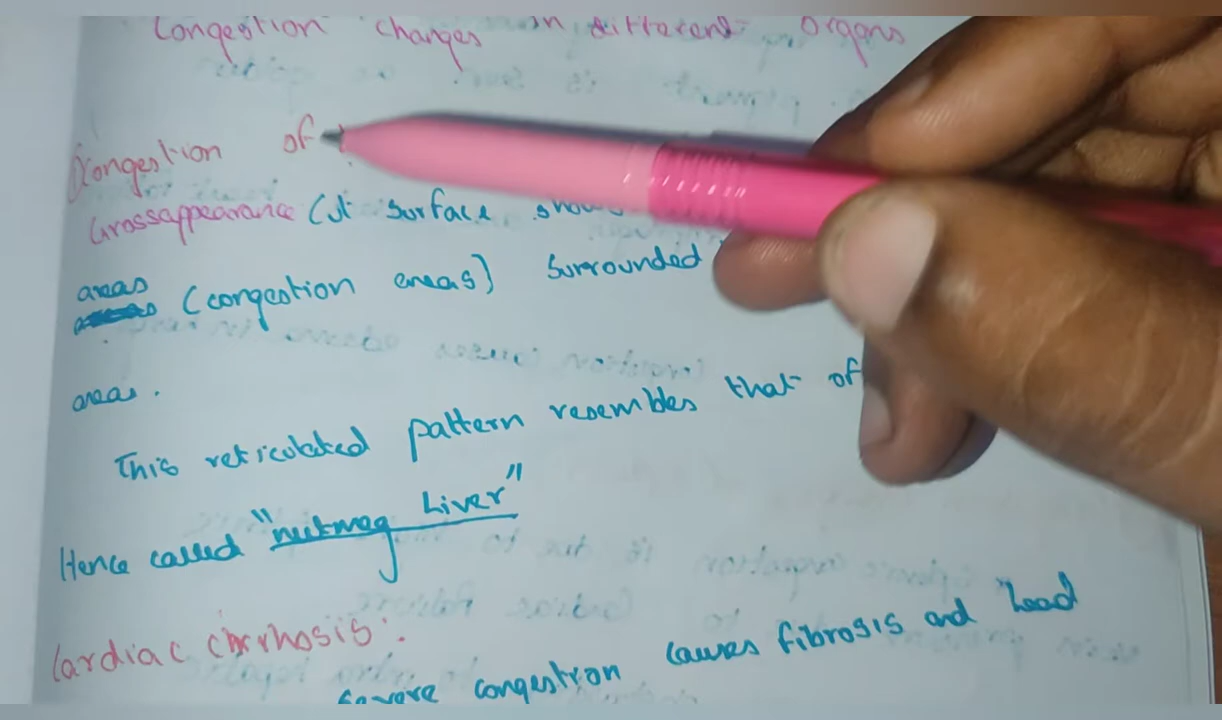 Congestion changes in different organs
Congestion of
Grossappearance Cut surface show
areas (congestion areas) surrounded
areas.
This reticulated pattern resembles that of
Hence called "nutmeg Liver"
Cardiac cirrhosis:
severe congestion causes fibrosis and